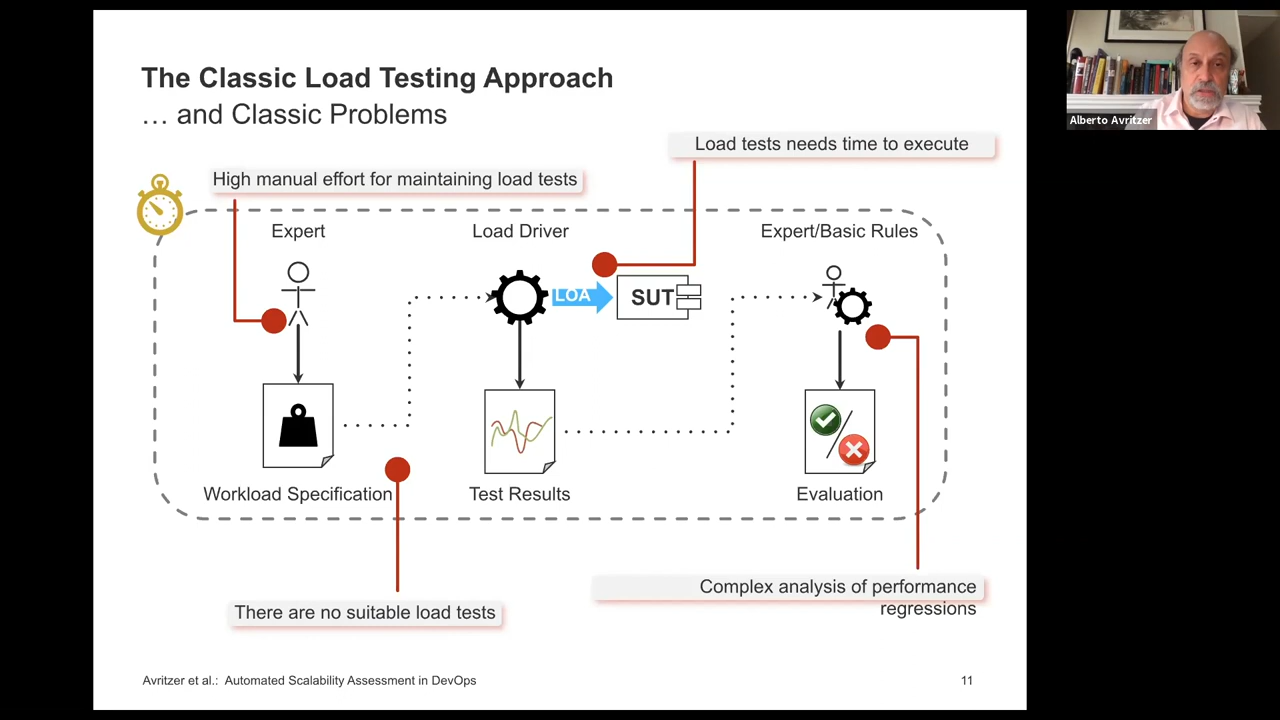 The Classic Load Testing Approach
… and Classic Problems
Load tests needs time to execute
High manual effort for maintaining load tests
Expert
Load Driver
Expert/Basic Rules
LOA
SUT
Workload Specification
Test Results
Evaluation
There are no suitable load tests
Complex analysis of performance
regressions
Avritzer et al.: Automated Scalability Assessment in DevOps
11
Alberto Avritzer